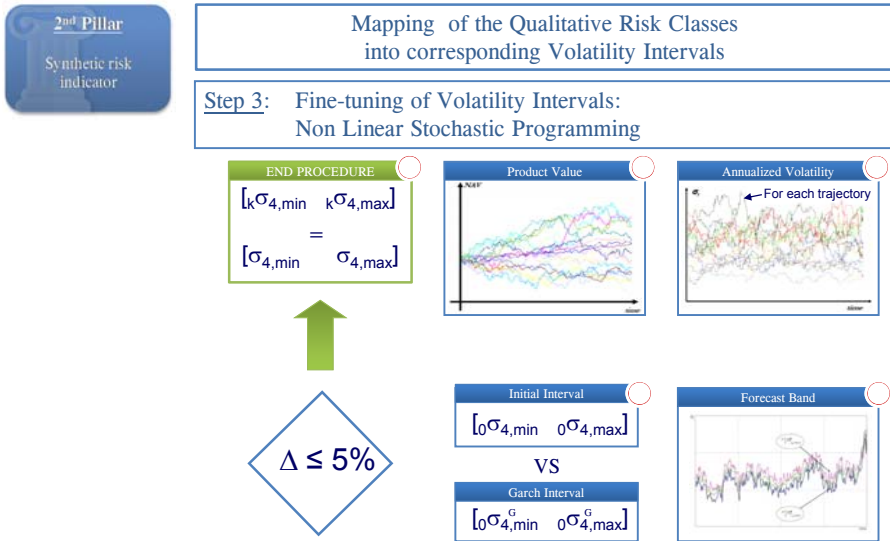 2nd Pillar
Synthetic risk
indicator
Mapping of the Qualitative Risk Classes
into corresponding Volatility Intervals
Step 3: Fine-tuning of Volatility Intervals:
Non Linear Stochastic Programming
END PROCEDURE
[kσ4,min kσ4,max]
=
[σ4,min σ4,max]
Product Value
NAV
time
Annualized Volatility
For each trajectory
time
Δ ≤ 5%
Initial Interval
[0σ4,min 0σ4,max]
VS
Garch Interval
[0σG4,min 0σG4,max]
Forecast Band